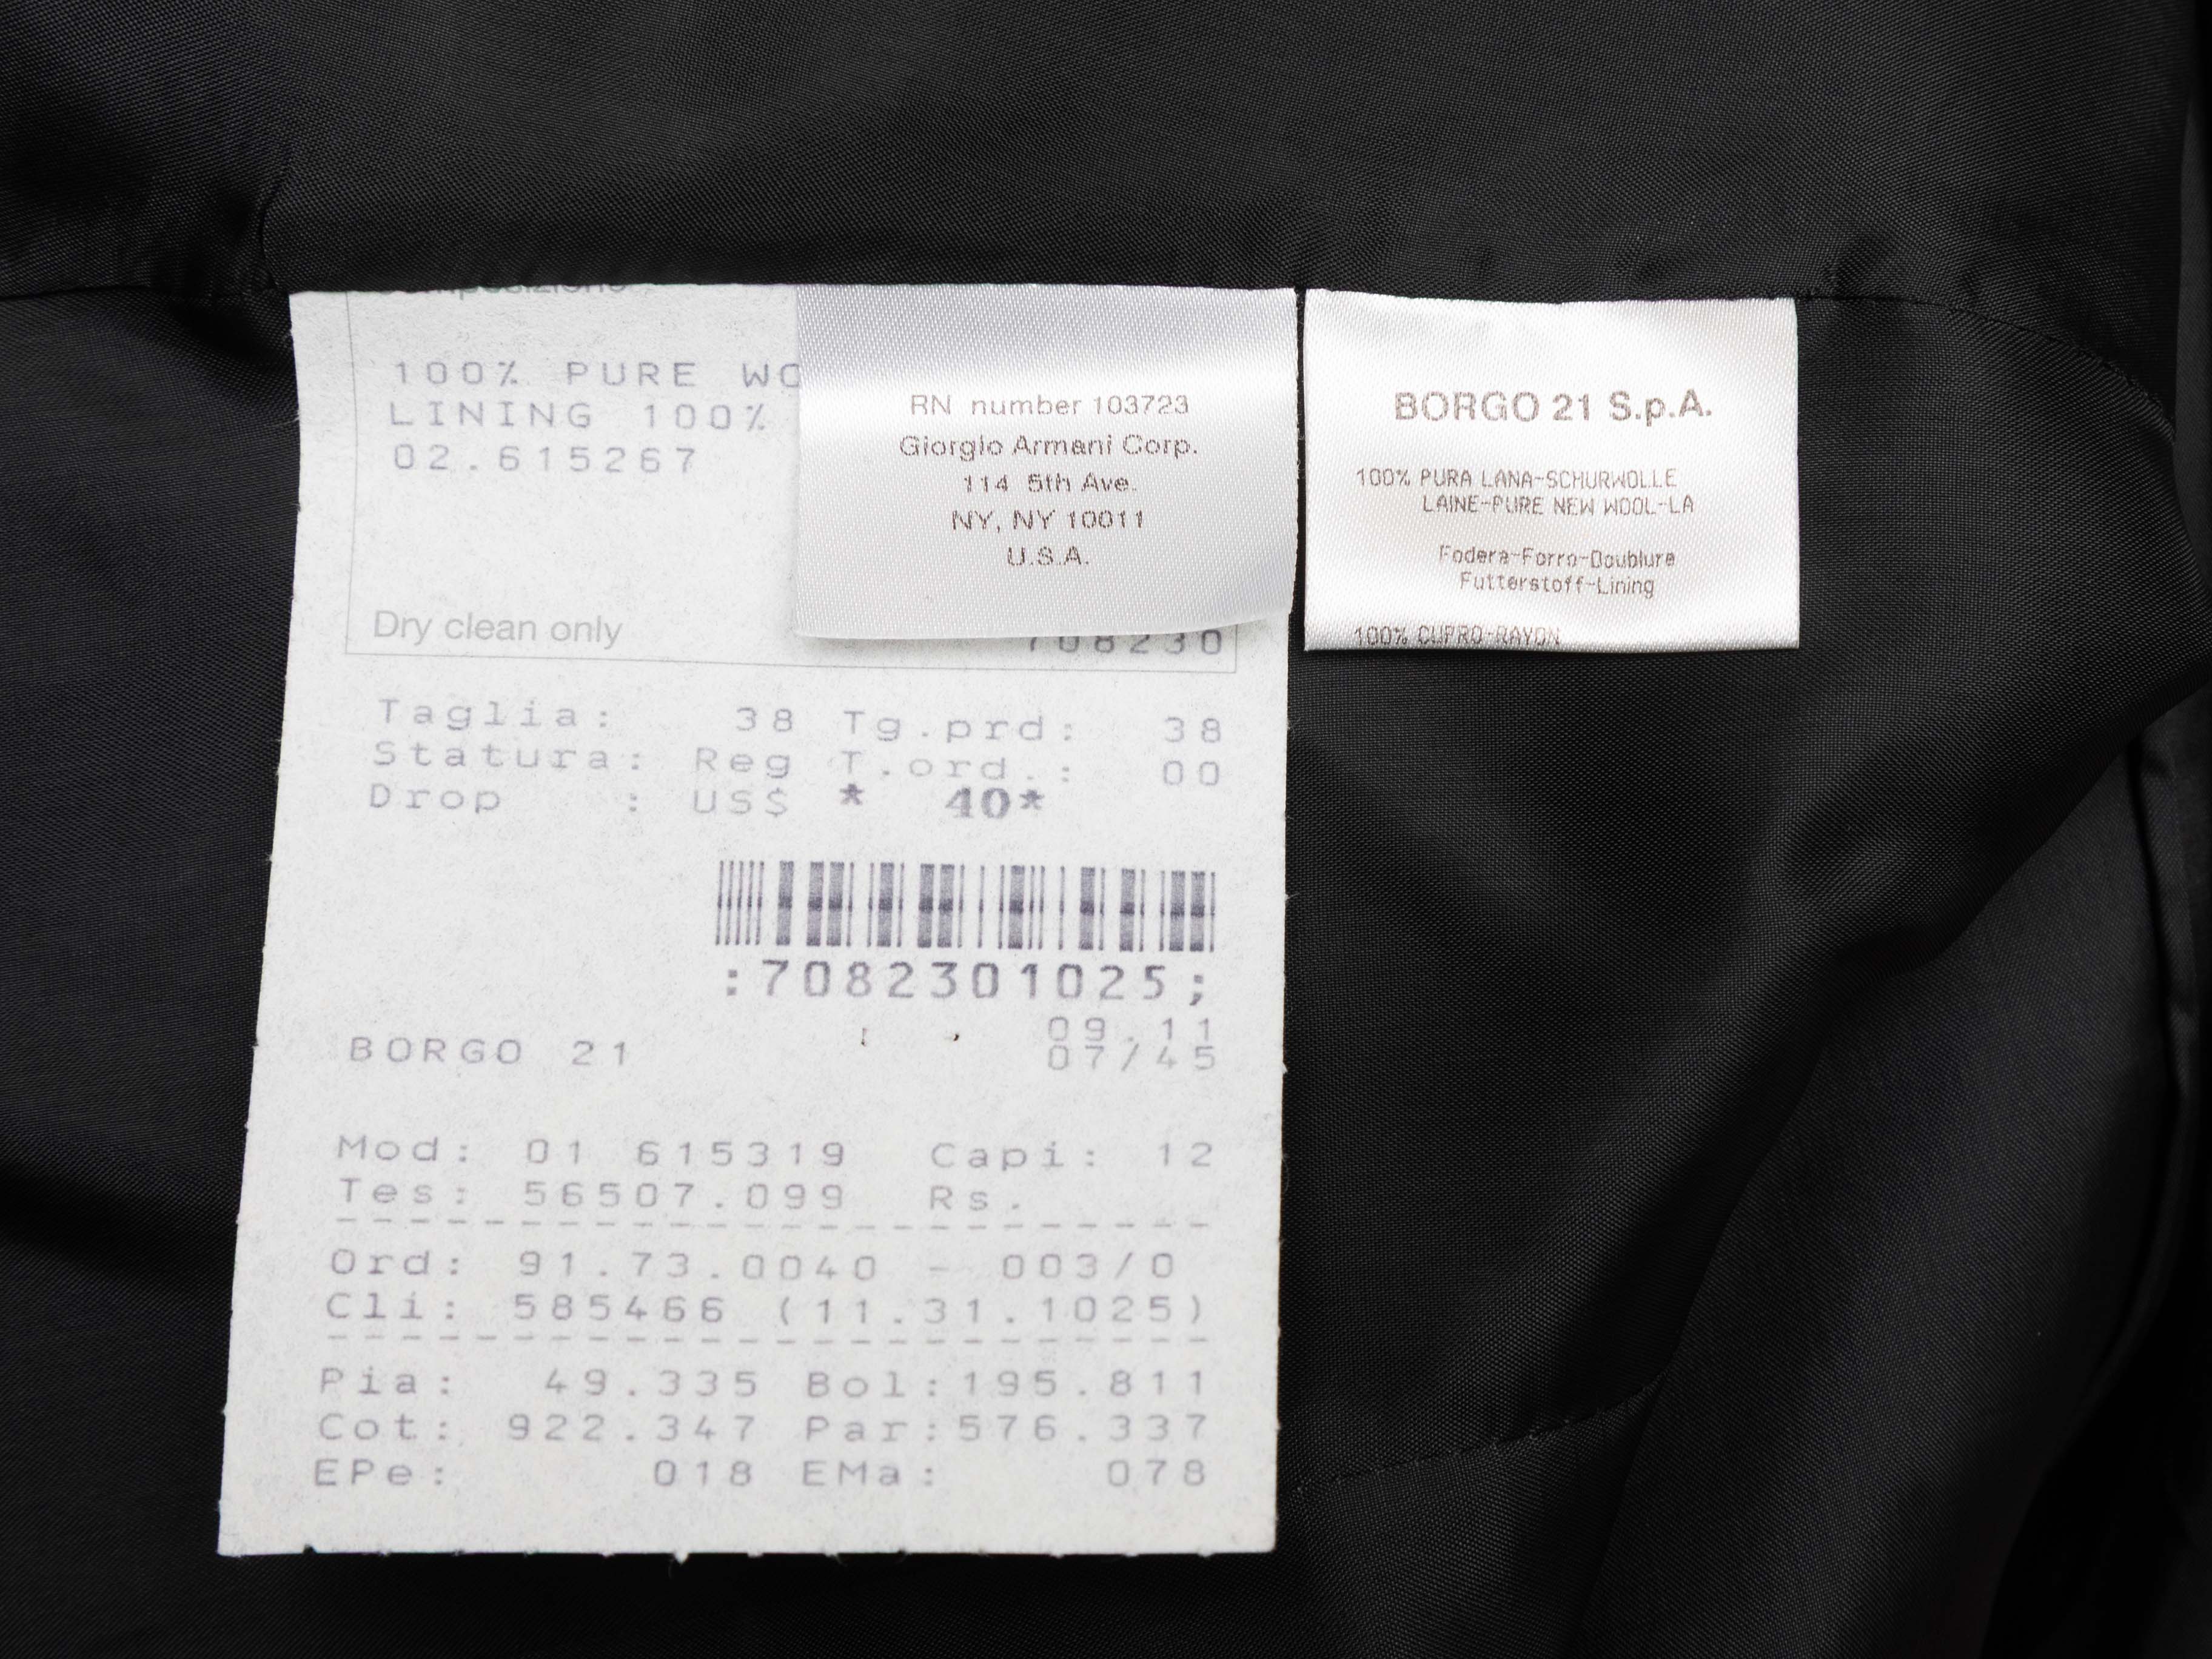 100% PURE WO
LINING 100%
02.615267
Dry clean only
708230
Taglia: 38 Tg.prd: 38
Statura: Reg T.ord.: 00
Drop : US$ * 40*
:7082301025;
09.11
BORGO 21 07/45
Mod: 01 615319 Capi: 12
Tes: 56507.099 Rs.
Ord: 91.73.0040 - 003/0
Cli: 585466 (11.31.1025)
Pia: 49.335 Bol:195.811
Cot: 922.347 Par:576.337
EPe: 018 EMa: 078
RN number 103723
Giorgio Armani Corp.
114 5th Ave.
NY, NY 10011
U.S.A.
BORGO 21 S.p.A.
100% PURA LANA-SCHURWOLLE
LAINE-PURE NEW WOOL-LA
Fodera-Forro-Doublure
Futterstoff-Lining
100% CUPRO-RAYON